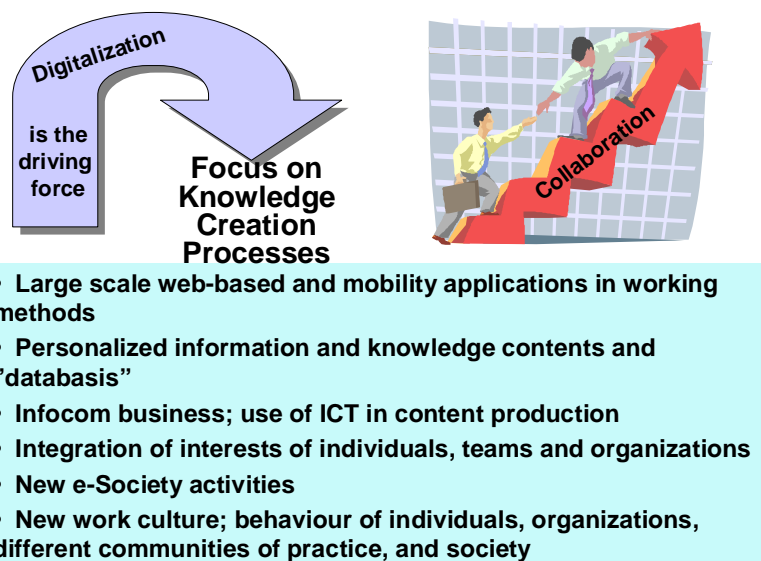 Digitalization
is the
driving
force
Focus on
Knowledge
Creation
Processes
Collaboration
• Large scale web-based and mobility applications in working
methods
• Personalized information and knowledge contents and
"databasis”
• Infocom business; use of ICT in content production
• Integration of interests of individuals, teams and organizations
• New e-Society activities
• New work culture; behaviour of individuals, organizations,
different communities of practice, and society